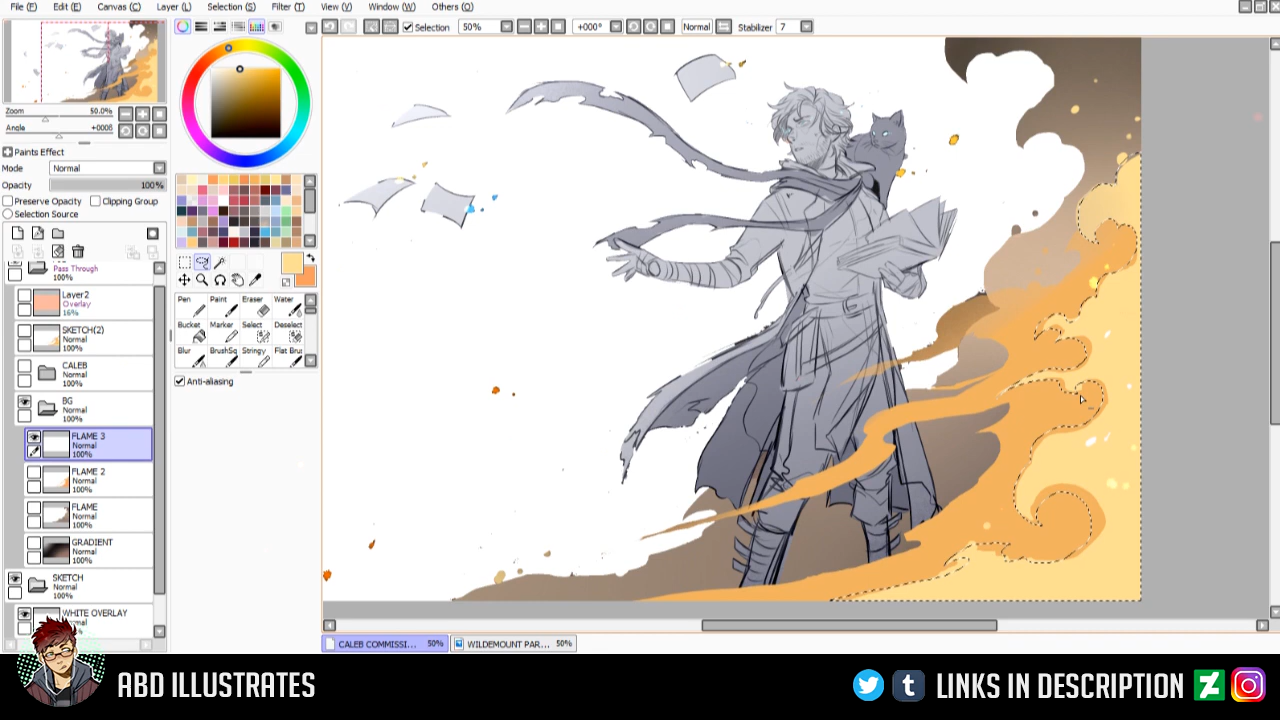 File (F) Edit (E) Canvas (C) Layer (L) Selection (S) Filter (T) View (V) Window (W) Others (O)
Selection 50% +000° Normal Stabilizer 7
Zoom 50.0%
Angle +000ß
Paints Effect
Mode Normal
Opacity 100%
Preserve Opacity Clipping Group
Selection Source
Pass Through
100%
Layer2
Overlay
16%
SKETCH(2)
Normal
100%
CALEB
Normal
100%
BG
Normal
100%
FLAME 3
Normal
100%
FLAME 2
Normal
100%
FLAME
Normal
100%
GRADIENT
Normal
100%
SKETCH
Normal
100%
WHITE OVERLAY
Normal
Pen Paint Eraser Water
Bucket Marker Select Deselect
Blur BrushSq Stringy Flat Brus
Anti-aliasing
CALEB COMMISSI... 50% WILDEMOUNT PAR... 50%
ABD ILLUSTRATES
LINKS IN DESCRIPTION